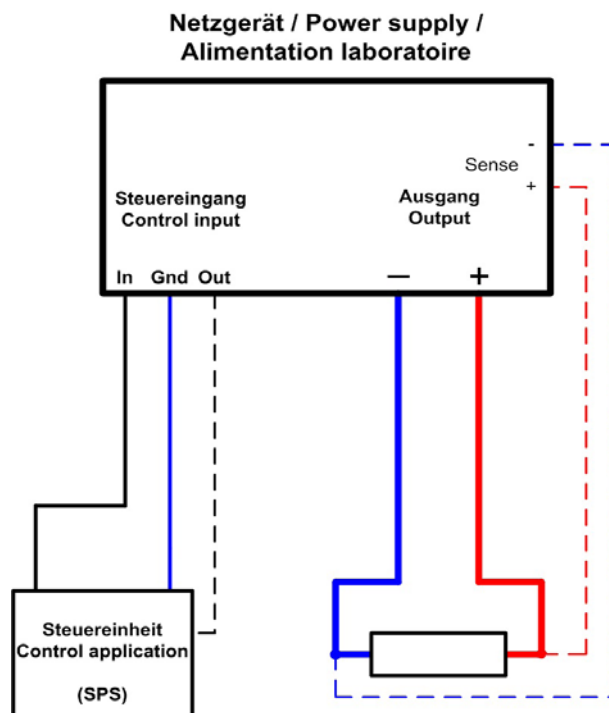 Netzgerät / Power supply /
Alimentation laboratoire
-
Sense
+
Steuereingang
Control input
Ausgang
Output
In Gnd Out
— +
Steuereinheit
Control application
(SPS)